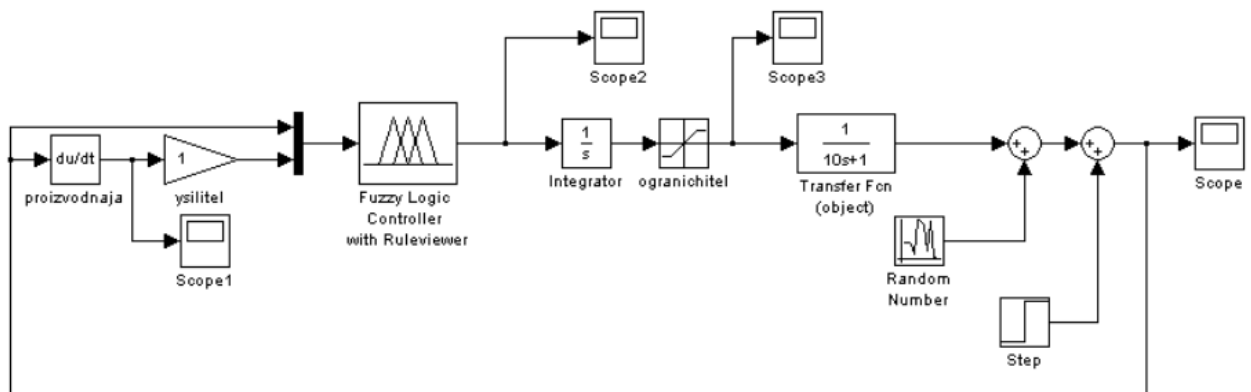 Scope2
Scope3
du/dt
proizvodnaja
1
ysilitel
Scope1
Fuzzy Logic
Controller
with Ruleviewer
1
s
Integrator
ogranichitel
1
10s+1
Transfer Fcn
(object)
+
+
+
+
Scope
Random
Number
Step